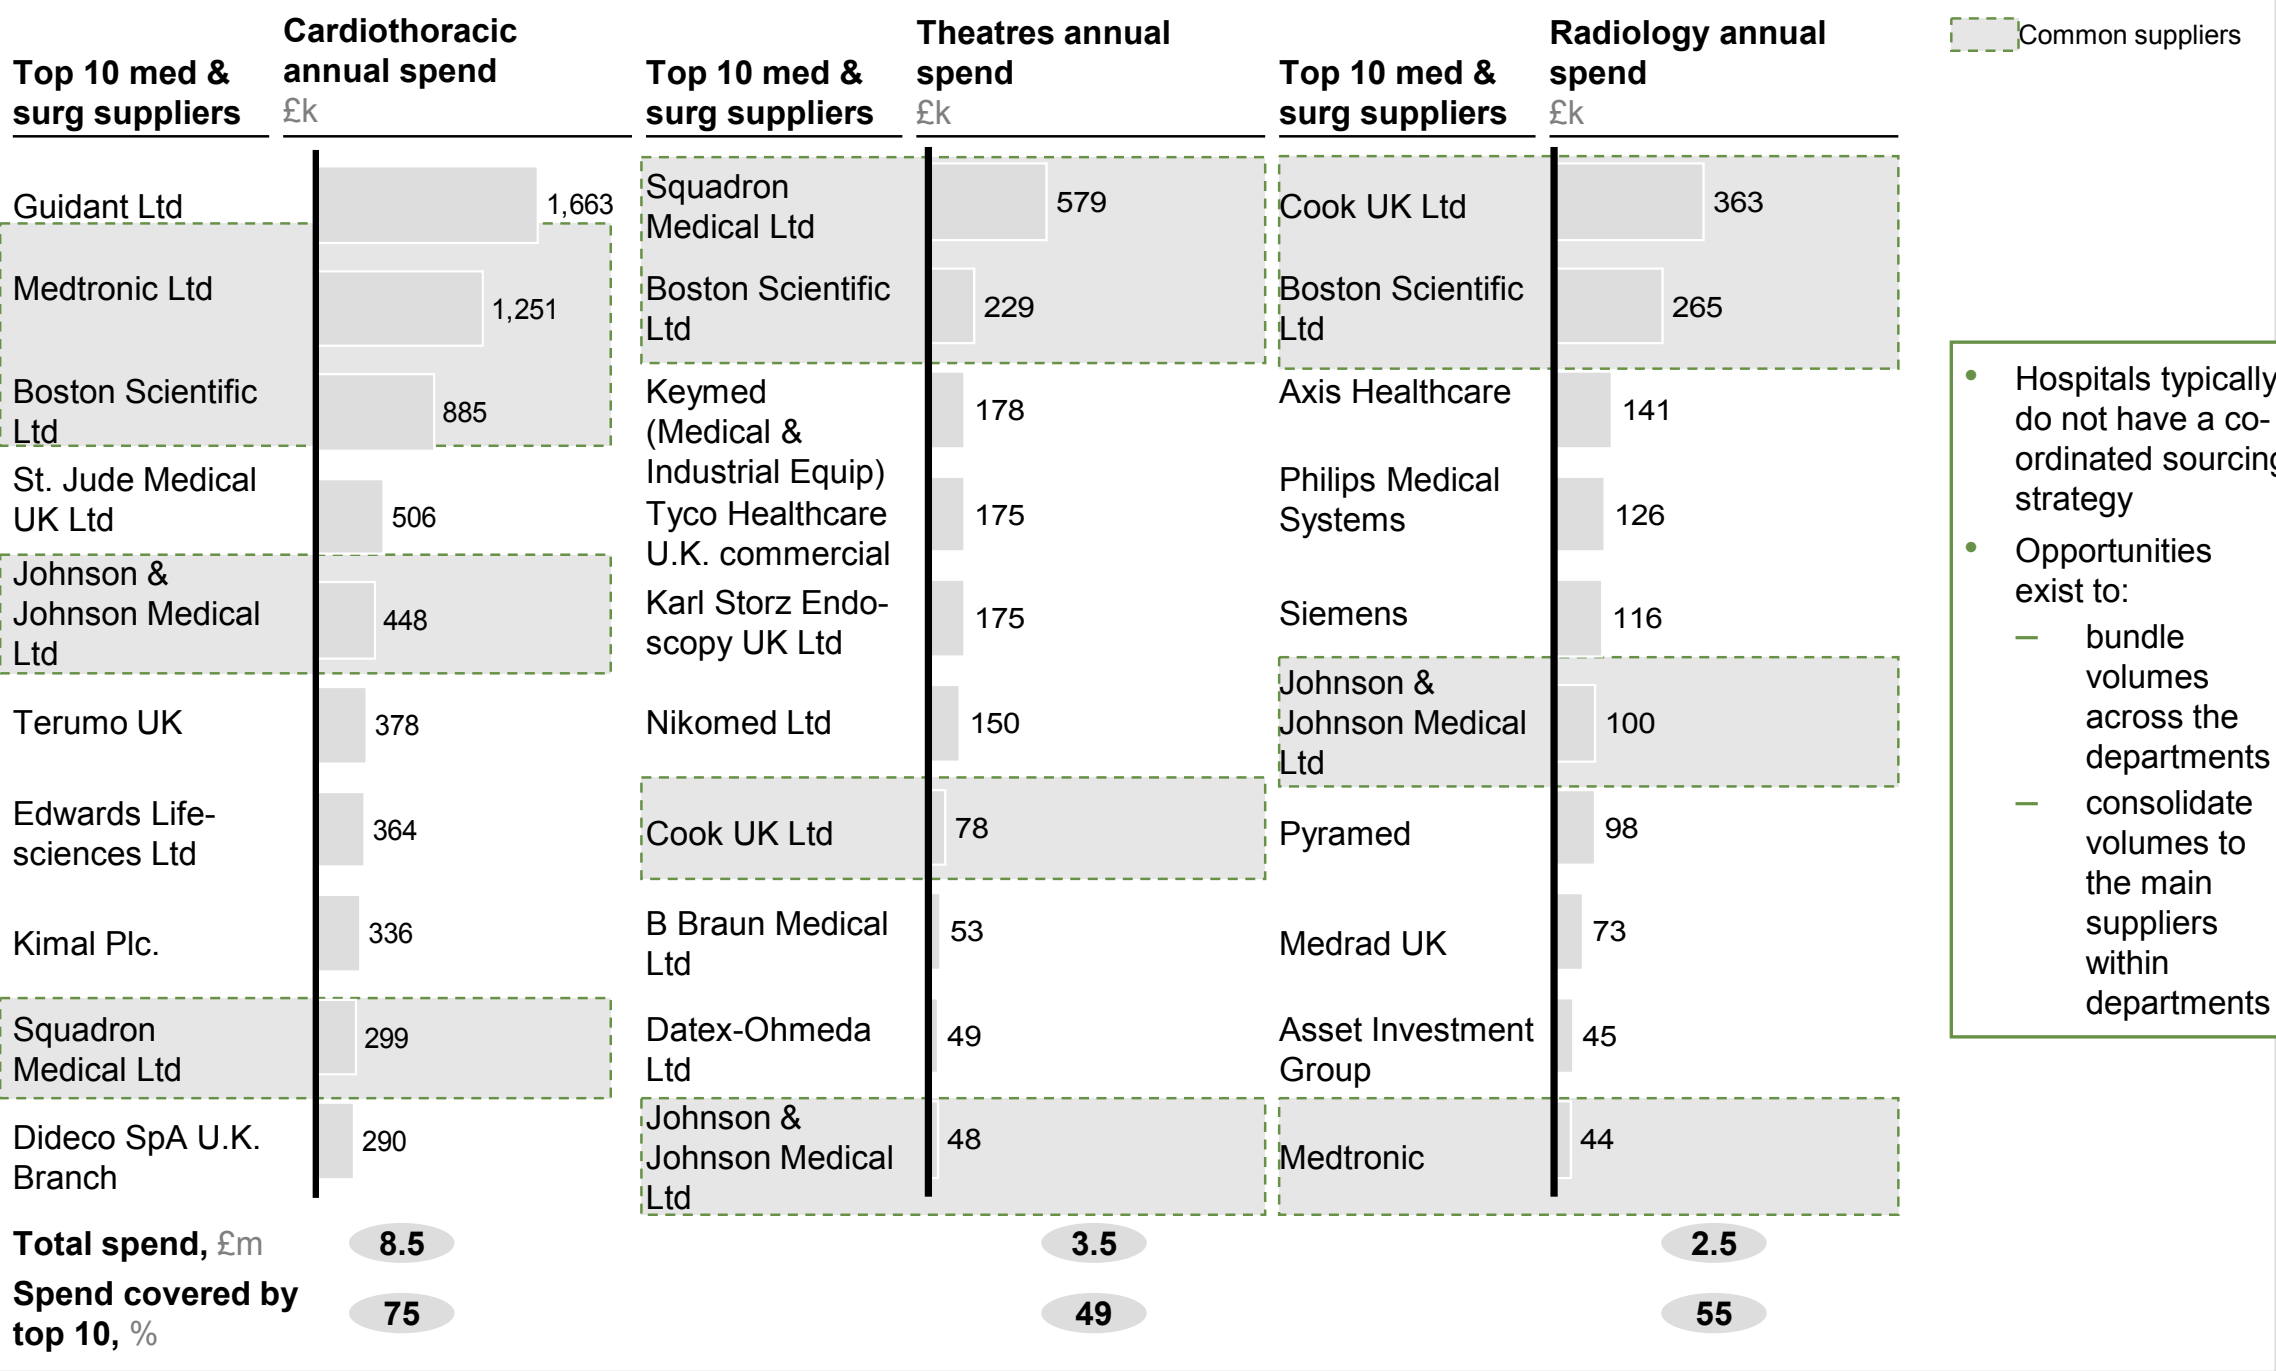 Cardiothoracic
annual spend
£k
Top 10 med &
surg suppliers
Theatres annual
spend
£k
Top 10 med &
surg suppliers
Radiology annual
spend
£k
Top 10 med &
surg suppliers
Common suppliers
Guidant Ltd
1,663
Medtronic Ltd
1,251
Boston Scientific
Ltd
885
St. Jude Medical
UK Ltd
506
Johnson &
Johnson Medical
Ltd
448
Terumo UK
378
Edwards Life-
sciences Ltd
364
Kimal Plc.
336
Squadron
Medical Ltd
299
Dideco SpA U.K.
Branch
290
Squadron
Medical Ltd
579
Boston Scientific
Ltd
229
Keymed
(Medical &
Industrial Equip)
178
Tyco Healthcare
U.K. commercial
175
Karl Storz Endo-
scopy UK Ltd
175
Nikomed Ltd
150
Cook UK Ltd
78
B Braun Medical
Ltd
53
Datex-Ohmeda
Ltd
49
Johnson &
Johnson Medical
Ltd
48
Cook UK Ltd
363
Boston Scientific
Ltd
265
Axis Healthcare
141
Philips Medical
Systems
126
Siemens
116
Johnson &
Johnson Medical
Ltd
100
Pyramed
98
Medrad UK
73
Asset Investment
Group
45
Medtronic
44
• Hospitals typically
do not have a co-
ordinated sourcing
strategy
• Opportunities
exist to:
– bundle
volumes
across the
departments
– consolidate
volumes to
the main
suppliers
within
departments
Total spend, £m
8.5
3.5
2.5
Spend covered by
top 10, %
75
49
55